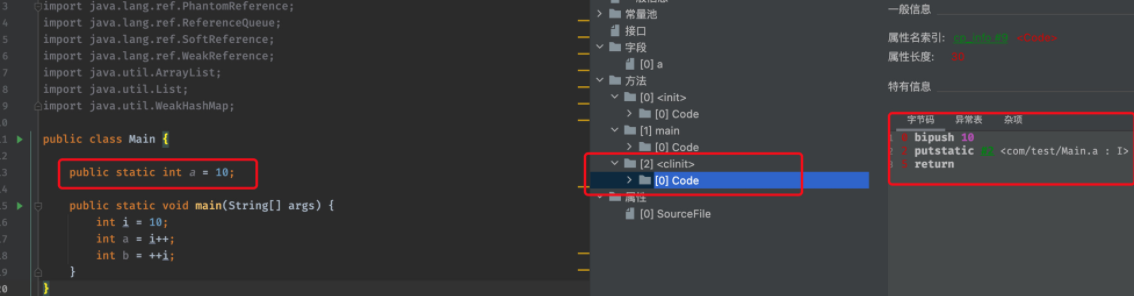 3 import java.lang.ref.PhantomReference;
4 import java.lang.ref.ReferenceQueue;
5 import java.lang.ref.SoftReference;
6 import java.lang.ref.WeakReference;
7 import java.util.ArrayList;
8 import java.util.List;
9 import java.util.WeakHashMap;
11 public class Main {
12
13 public static int a = 10;
14
15 public static void main(String[] args) {
16 int i = 10;
17 int a = i++;
18 int b = ++i;
19 }
20 }
一般信息
常量池
接口
字段
[0] a
方法
[0] <init>
[0] Code
[1] main
[0] Code
[2] <clinit>
[0] Code
属性
[0] SourceFile
一般信息
属性名索引: cp_info #9 <Code>
属性长度:
特有信息
字节码 异常表 杂项
1 0 bipush 10
2 2 putstatic <com/test/Main.a : I>
3 5 return